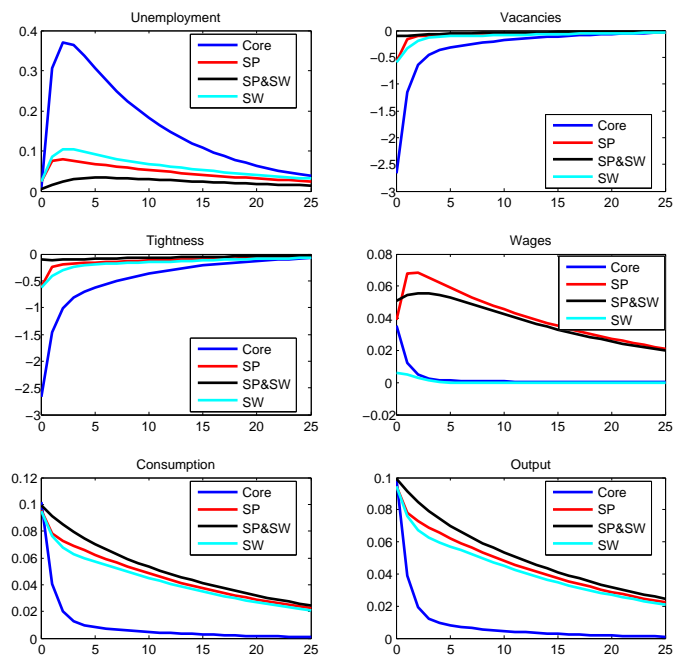 Unemployment
0.4
0.3
0.2
0.1
0
0 5 10 15 20 25
Core
SP
SP&SW
SW
Vacancies
0
−0.5
−1
−1.5
−2
−2.5
−3
0 5 10 15 20 25
Core
SP
SP&SW
SW
Tightness
0
−0.5
−1
−1.5
−2
−2.5
−3
0 5 10 15 20 25
Core
SP
SP&SW
SW
Wages
0.08
0.06
0.04
0.02
0
−0.02
0 5 10 15 20 25
Core
SP
SP&SW
SW
Consumption
0.12
0.1
0.08
0.06
0.04
0.02
0
0 5 10 15 20 25
Core
SP
SP&SW
SW
Output
0.1
0.08
0.06
0.04
0.02
0
0 5 10 15 20 25
Core
SP
SP&SW
SW